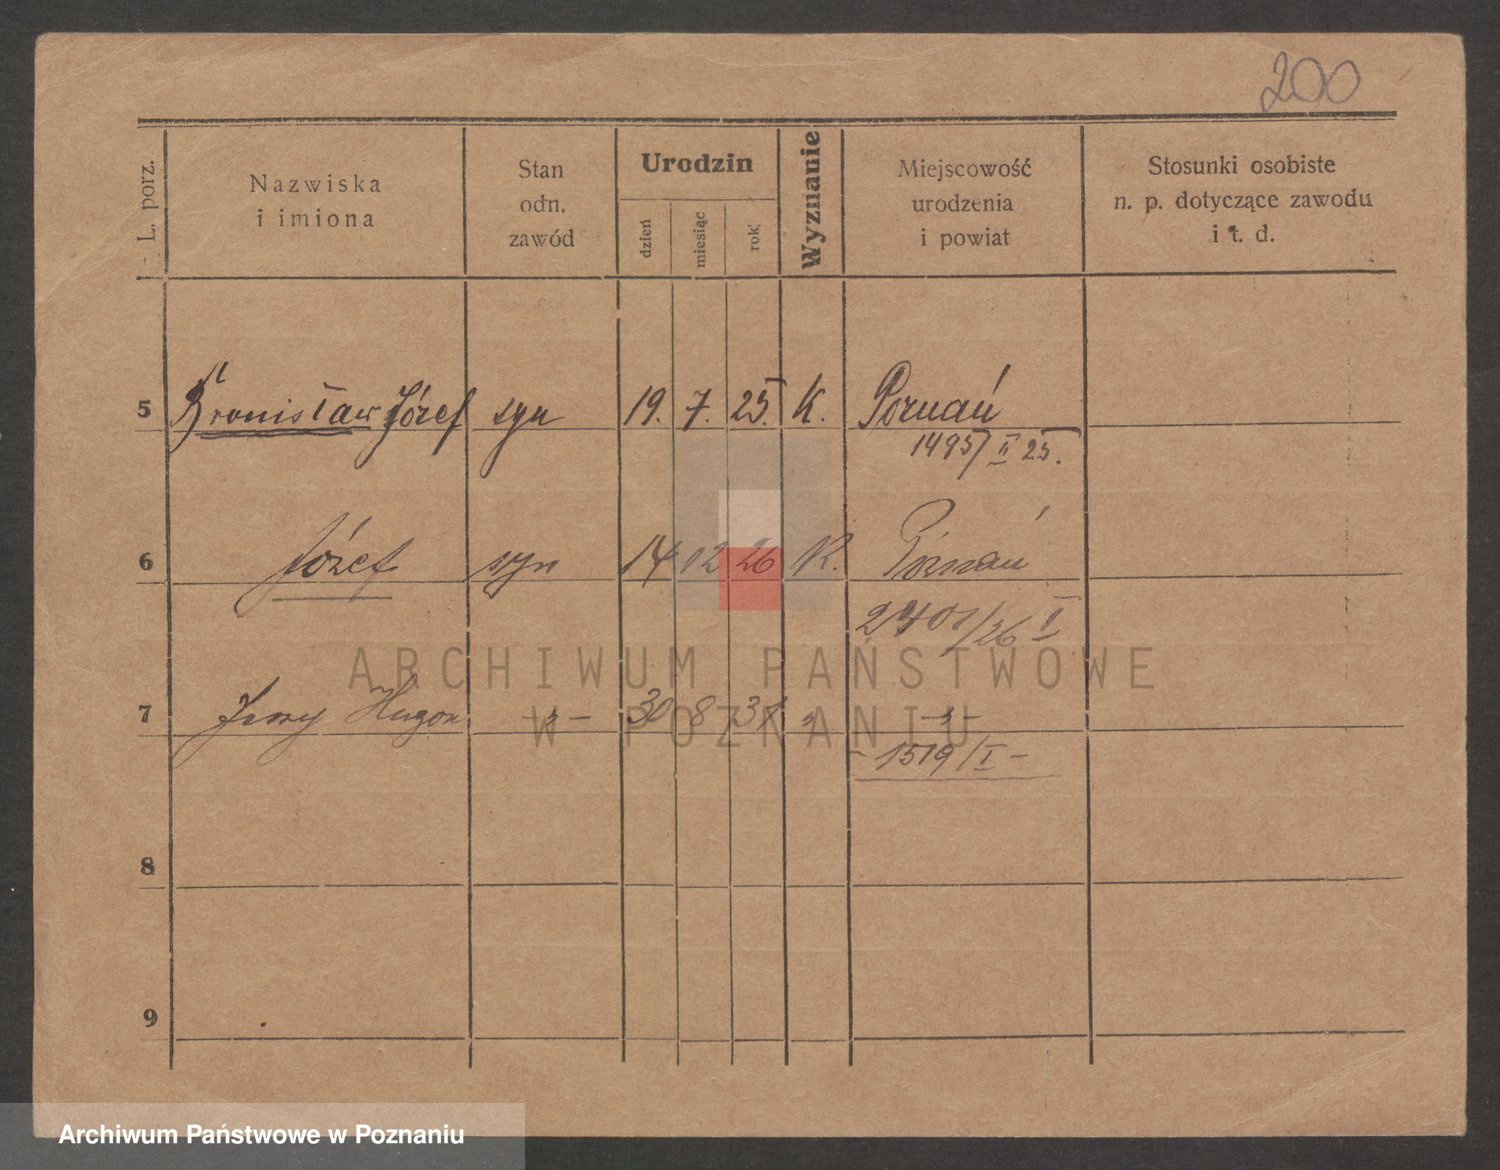 200
L. porz.
Nazwiska
i imiona
Stan
odn.
zawód
Urodzin
dzień
miesiąc
rok
Wyznanie
Miejscowość
urodzenia
i powiat
Stosunki osobiste
n. p. dotyczące zawodu
i t. d.
5 Bronisław Józef syn 19. 7. 25. K. Poznań
1495/II 25.
6 Józef syn 14 12 26 K. Poznań
2401/26 II
ARCHIWUM PAŃSTWOWE
7 Jerzy Hugon -„- 30 8 31 „ -„-
W POZNANIU
- 1519/I -
8
9
Archiwum Państwowe w Poznaniu